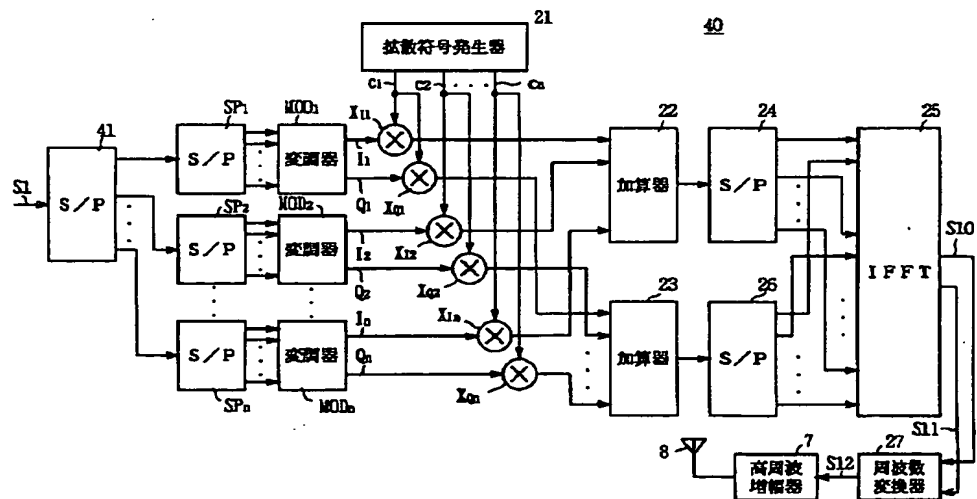 21
40
拡散符号発生器
C1
C2
Cn
SP1
MOD1
XI1
22
24
25
41
S/P
変調器
I1
S1
S/P
Q1
XQ1
加算器
S/P
SP2
MOD2
S/P
変調器
I2
XI2
Q2
XQ2
S10
IFFT
23
26
In
XIn
S/P
変調器
Qn
加算器
S/P
SPn
MODn
XQn
S11
8
7
27
高周波
増幅器
S12
周波数
変換器